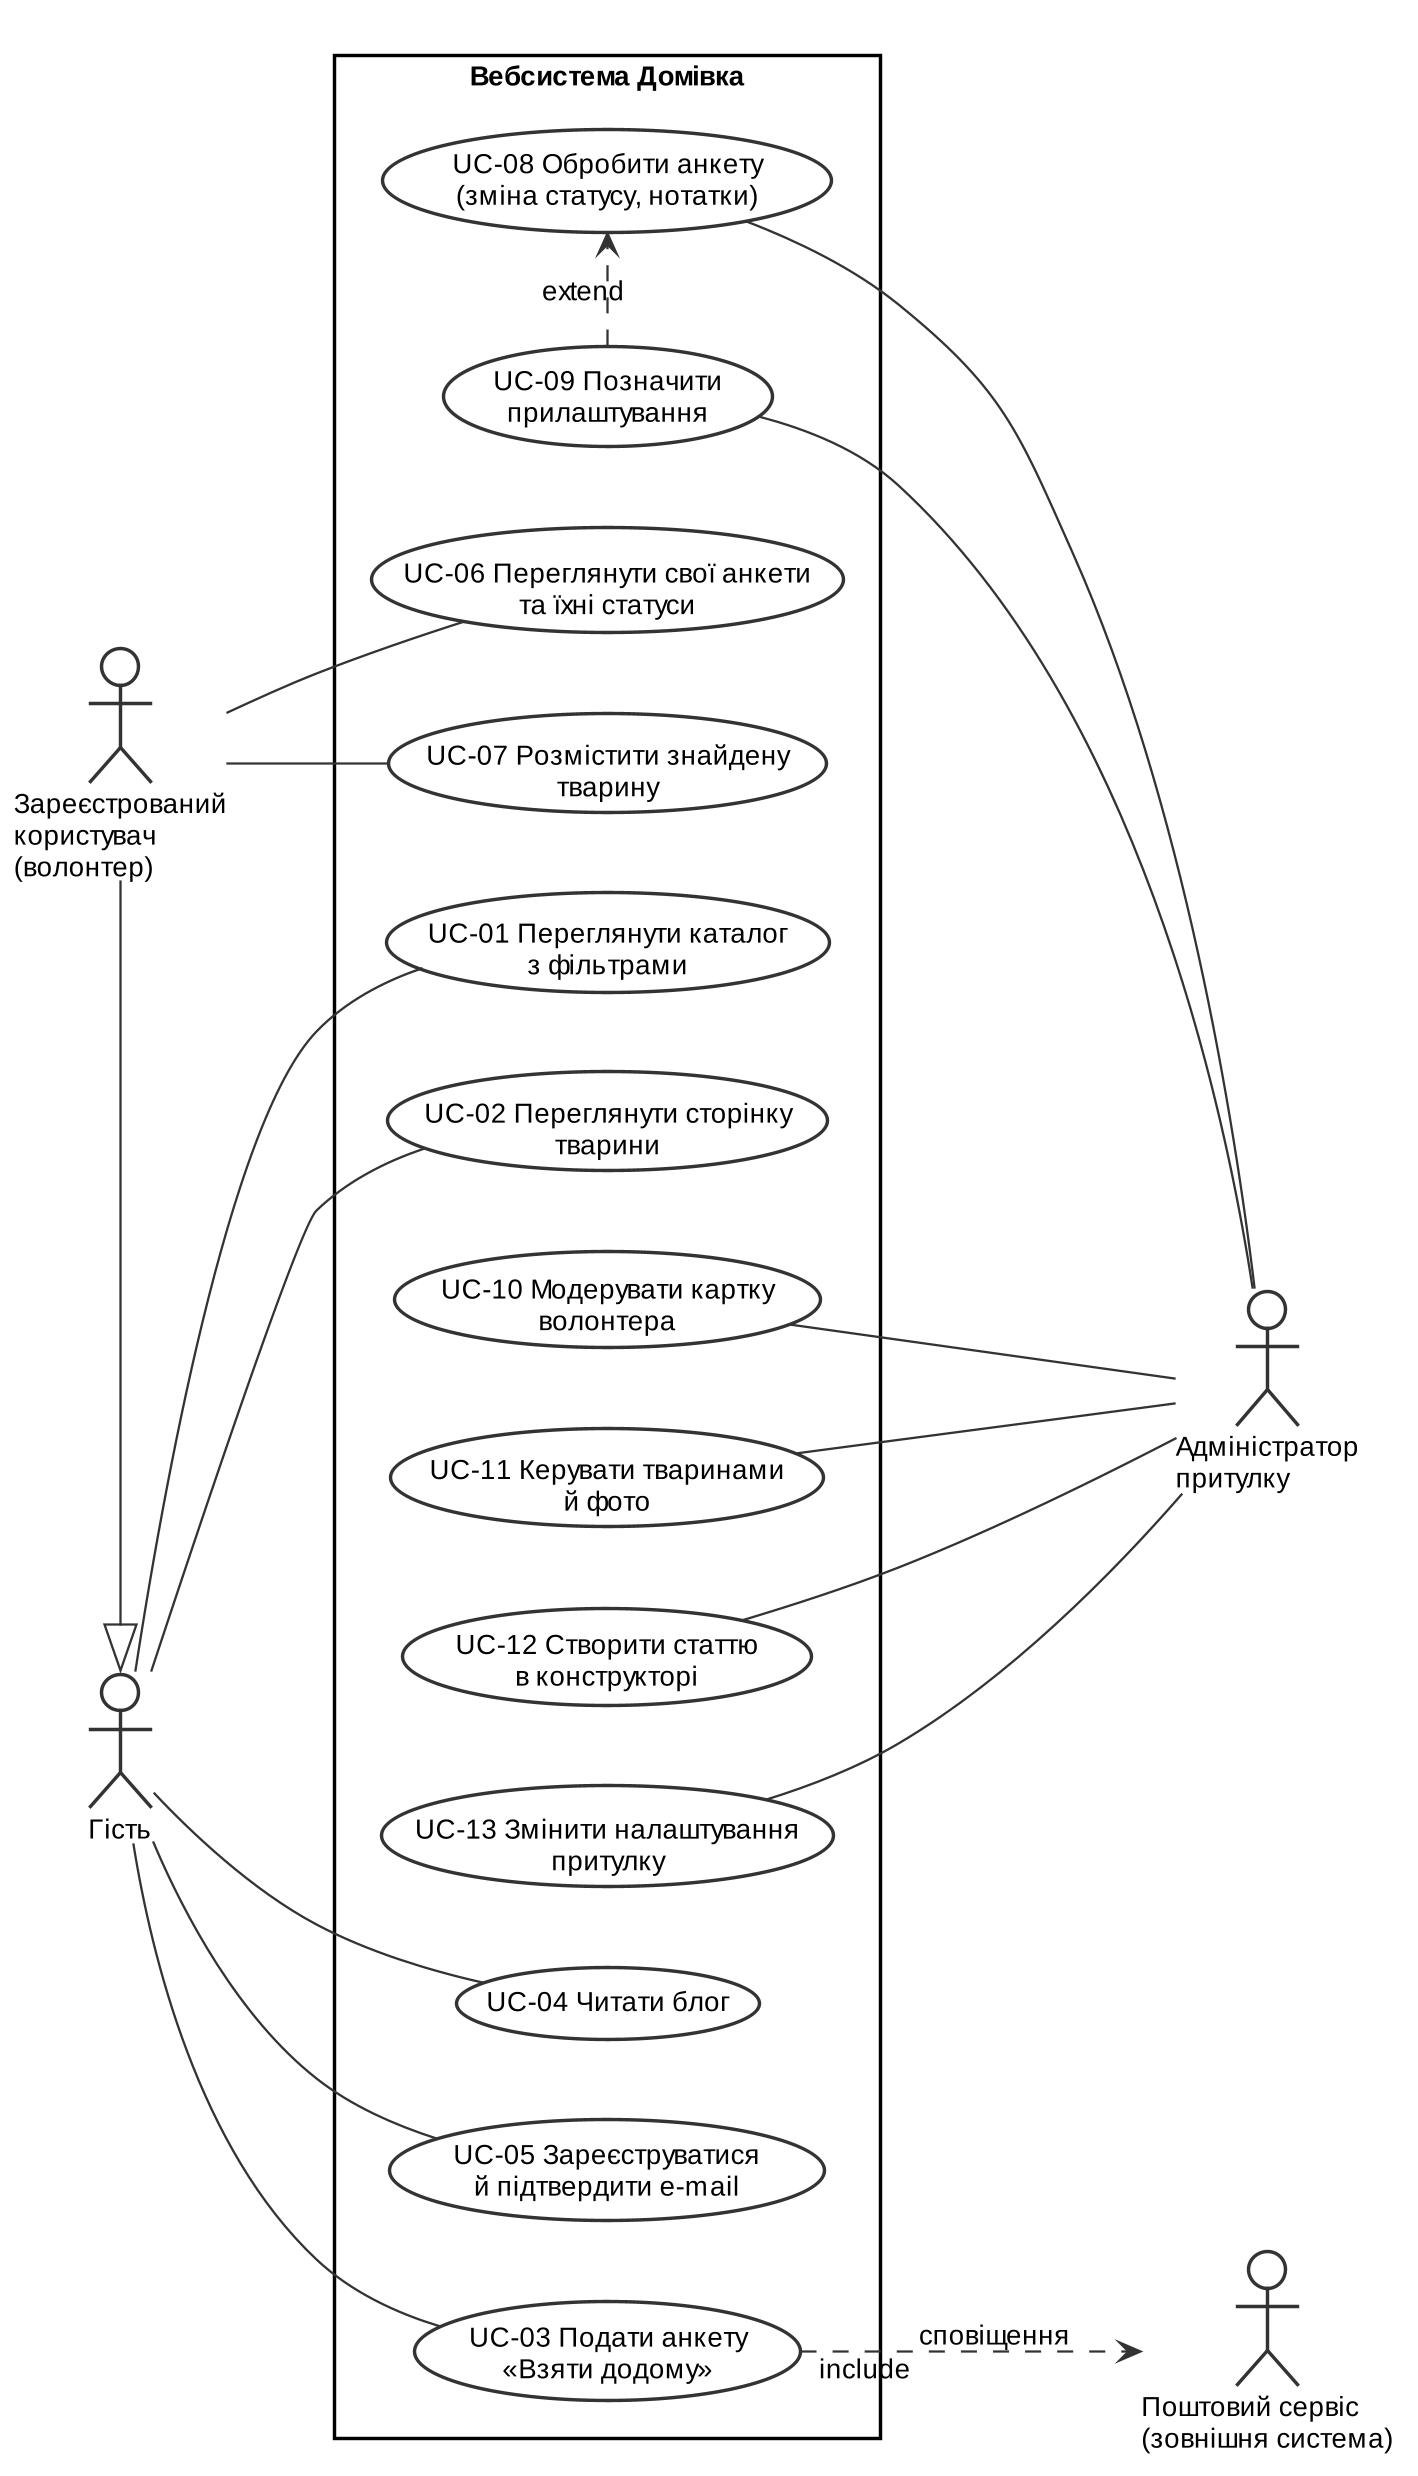 Вебсистема Домівка
UC-08 Обробити анкету
(зміна статусу, нотатки)
extend
UC-09 Позначити
прилаштування
UC-06 Переглянути свої анкети
та їхні статуси
UC-07 Розмістити знайдену
тварину
Зареєстрований
користувач
(волонтер)
UC-01 Переглянути каталог
з фільтрами
UC-02 Переглянути сторінку
тварини
UC-10 Модерувати картку
волонтера
UC-11 Керувати тваринами
й фото
Адміністратор
притулку
UC-12 Створити статтю
в конструкторі
UC-13 Змінити налаштування
притулку
Гість
UC-04 Читати блог
UC-05 Зареєструватися
й підтвердити e-mail
UC-03 Подати анкету
«Взяти додому»
сповіщення
include
Поштовий сервіс
(зовнішня система)